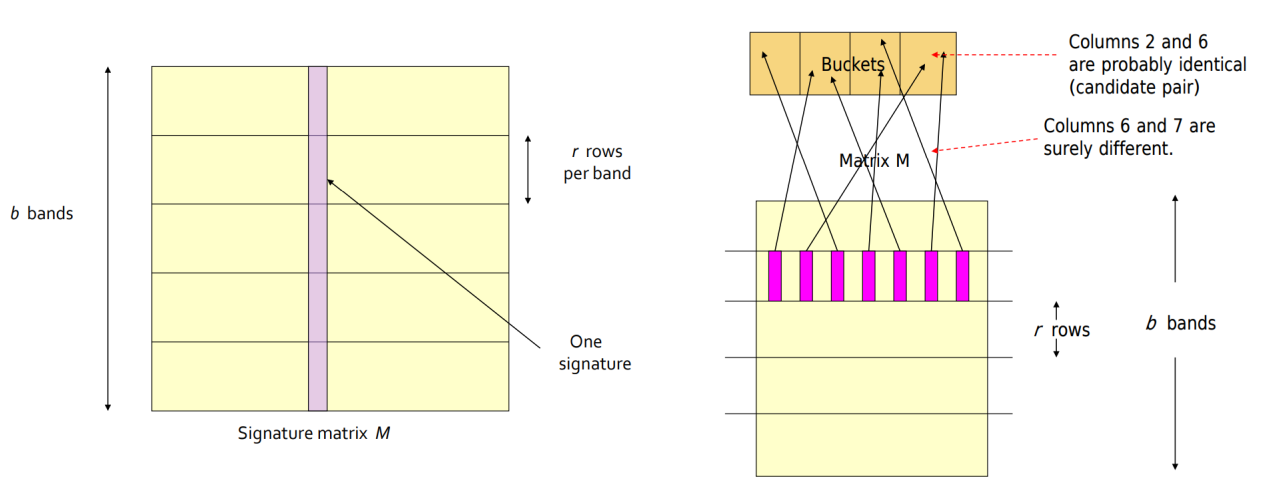 b bands
r rows
per band
One
signature
Signature matrix M
Buckets
Columns 2 and 6
are probably identical
(candidate pair)
Columns 6 and 7 are
surely different.
Matrix M
r rows
b bands